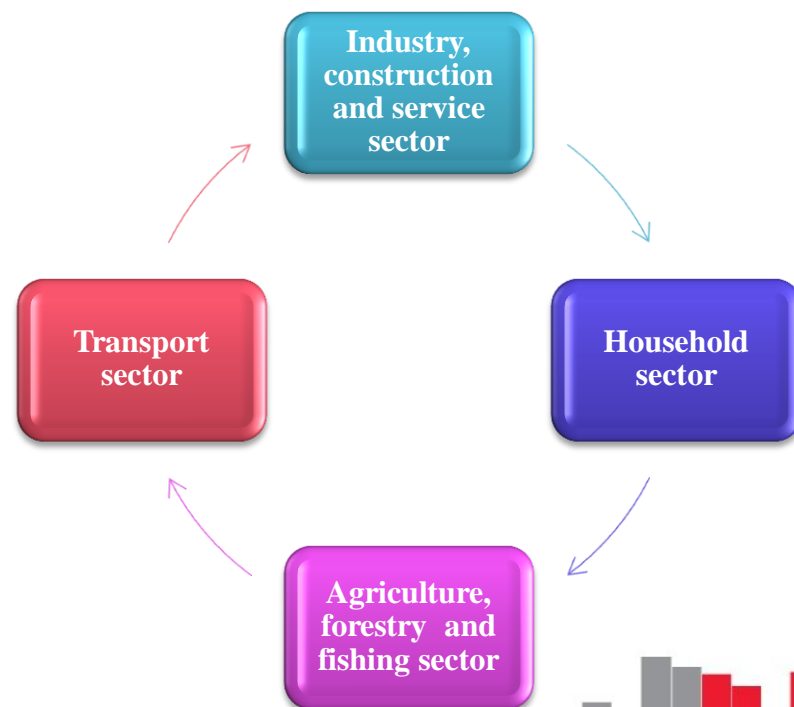 Industry,
construction
and service
sector
Transport
sector
Household
sector
Agriculture,
forestry and
fishing sector